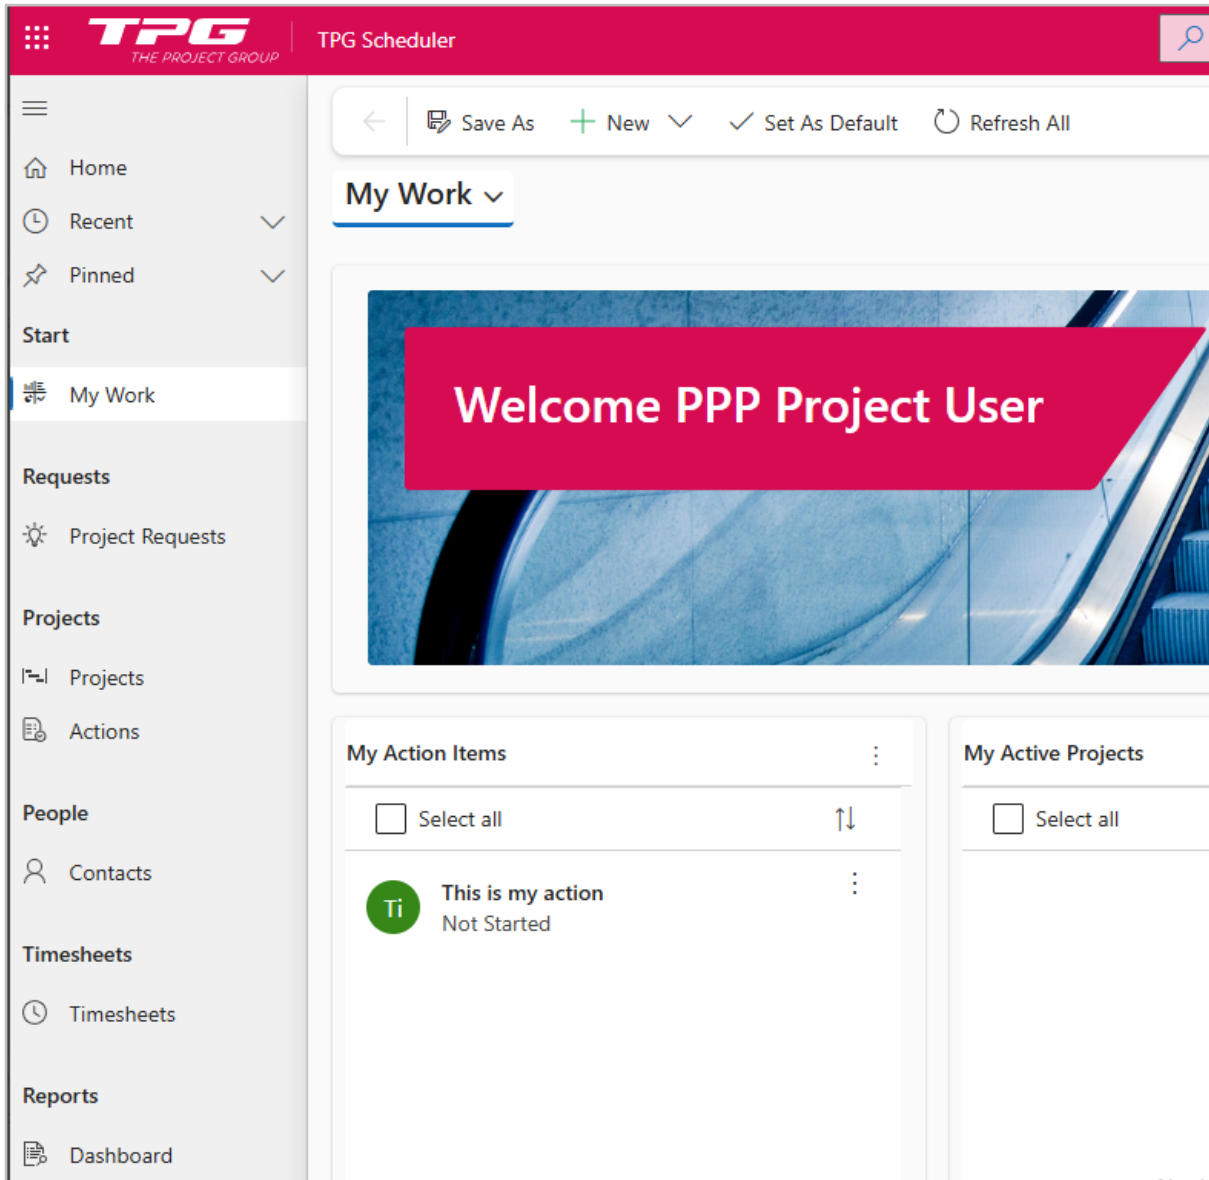 TPG
THE PROJECT GROUP
TPG Scheduler
Save As
New
Set As Default
Refresh All
Home
Recent
Pinned
Start
My Work
Requests
Project Requests
Projects
Projects
Actions
People
Contacts
Timesheets
Timesheets
Reports
Dashboard
My Work
Welcome PPP Project User
My Action Items
Select all
Ti
This is my action
Not Started
My Active Projects
Select all